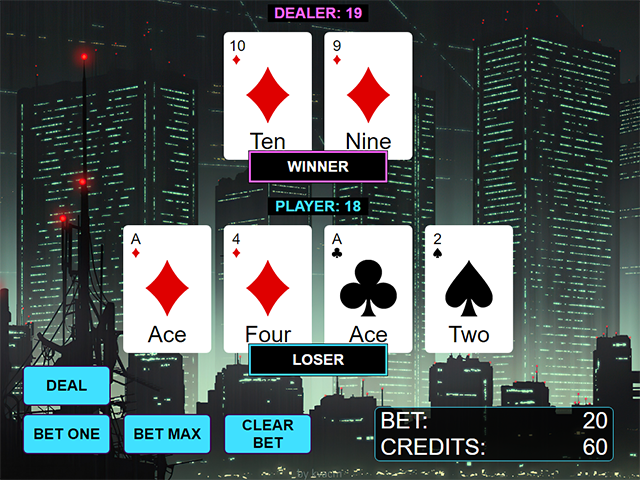 DEALER: 19
10
9
Ten
Nine
WINNER
PLAYER: 18
A
4
A
2
Ace
Four
Ace
Two
LOSER
DEAL
BET ONE
BET MAX
CLEAR
BET
BET: 20
CREDITS: 60